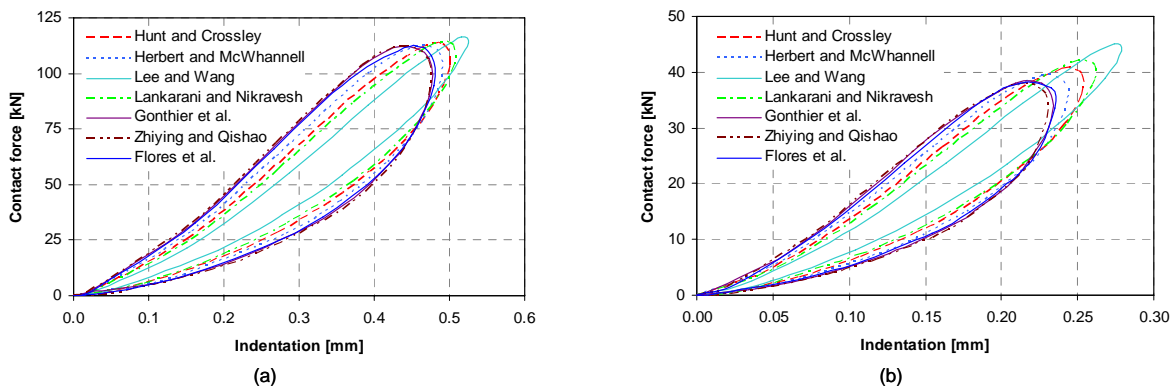 125
100
75
50
25
0
Contact force [kN]
Hunt and Crossley
Herbert and McWhannell
Lee and Wang
Lankarani and Nikravesh
Gonthier et al.
Zhiying and Qishao
Flores et al.
0.0 0.1 0.2 0.3 0.4 0.5 0.6
Indentation [mm]
(a)
50
40
30
20
10
0
Contact force [kN]
Hunt and Crossley
Herbert and McWhannell
Lee and Wang
Lankarani and Nikravesh
Gonthier et al.
Zhiying and Qishao
Flores et al.
0.00 0.05 0.10 0.15 0.20 0.25 0.30
Indentation [mm]
(b)